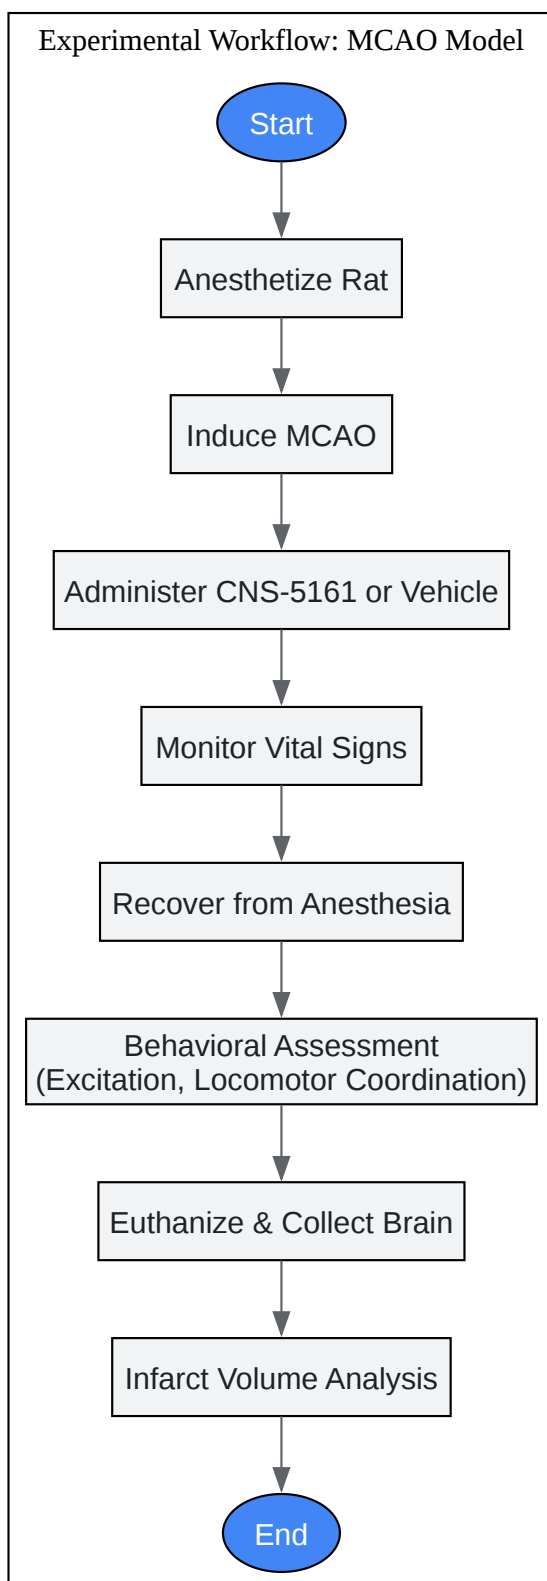 Experimental Workflow: MCAO Model
Start
Anesthetize Rat
Induce MCAO
Administer CNS-5161 or Vehicle
Monitor Vital Signs
Recover from Anesthesia
Behavioral Assessment
(Excitation, Locomotor Coordination)
Euthanize & Collect Brain
Infarct Volume Analysis
End